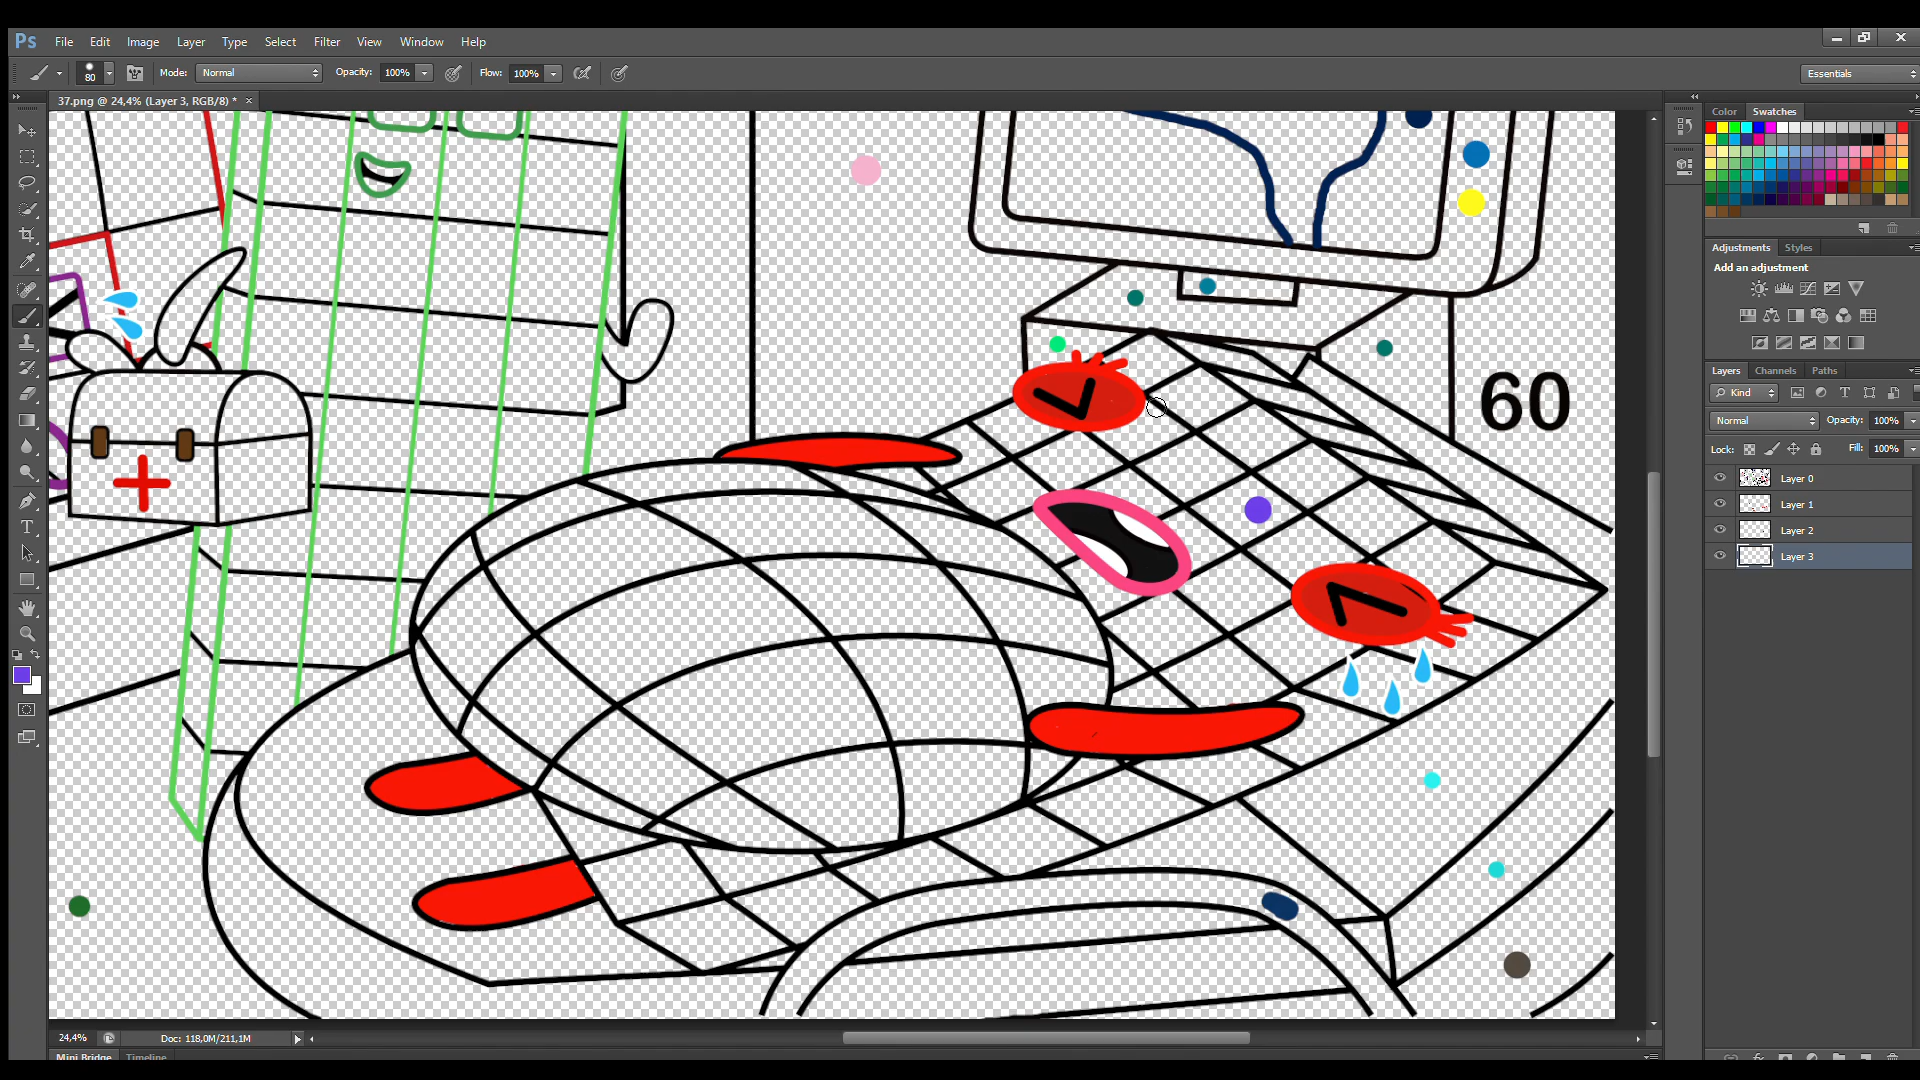 Ps File Edit Image Layer Type Select Filter View Window Help
80 Mode: Normal Opacity: 100% Flow: 100% Essentials
37.png @ 24,4% (Layer 3, RGB/8) * ×
Color Swatches
Adjustments Styles
Add an adjustment
Layers Channels Paths
Kind
Normal Opacity: 100%
Lock: Fill: 100%
Layer 0
Layer 1
Layer 2
Layer 3
60
24,4% Doc: 118,0M/211,1M
Mini Bridge Timeline